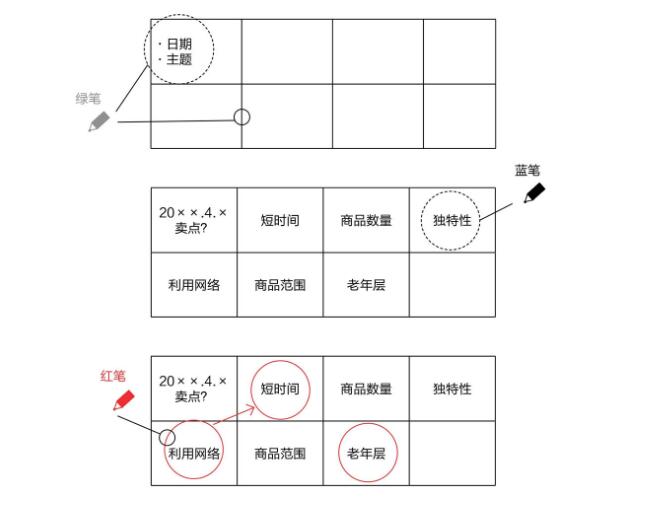 · 日期
· 主题
绿笔
蓝笔
20××.4.×
卖点?
短时间
商品数量
独特性
利用网络
商品范围
老年层
红笔
20××.4.×
卖点?
短时间
商品数量
独特性
利用网络
商品范围
老年层